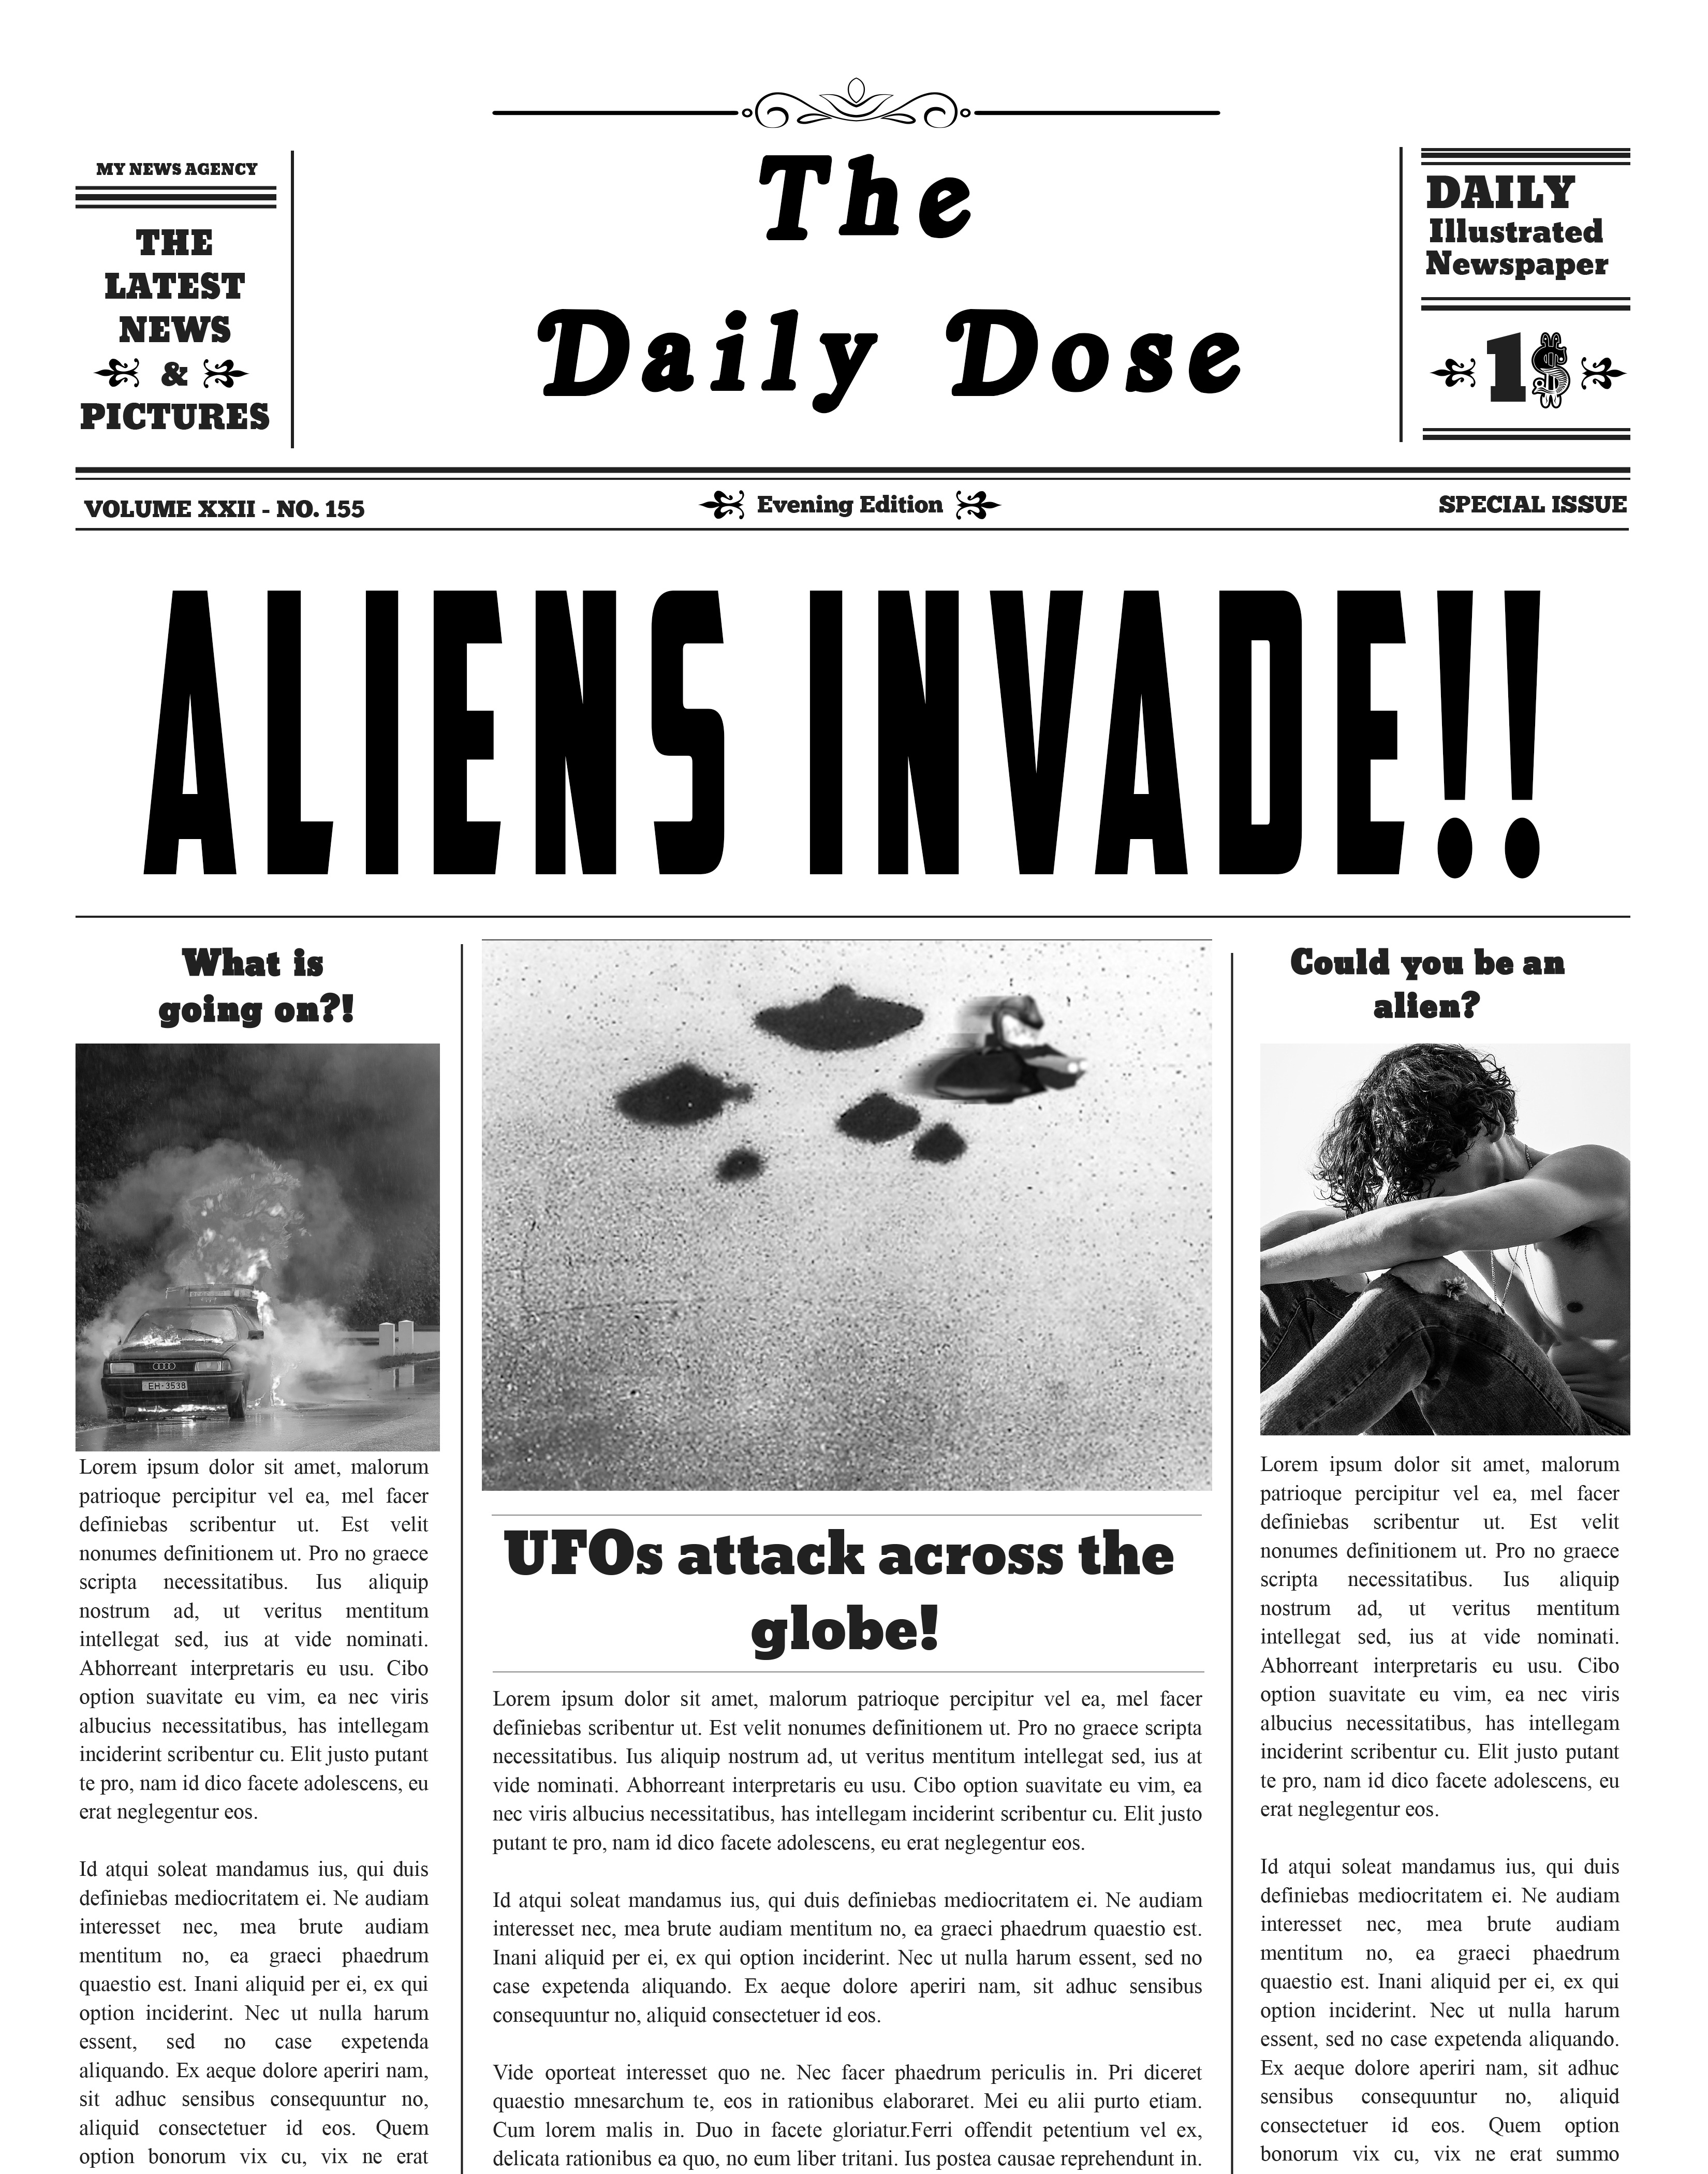 MY NEWS AGENCY
THE
LATEST
NEWS
&
PICTURES
The
Daily Dose
DAILY
Illustrated
Newspaper
1$
VOLUME XXII - NO. 155
Evening Edition
SPECIAL ISSUE
ALIENS INVADE!!
What is
going on?!
EH-3538
Lorem ipsum dolor sit amet, malorum
patrioque percipitur vel ea, mel facer
definiebas scribentur ut. Est velit
nonumes definitionem ut. Pro no graece
scripta necessitatibus. Ius aliquip
nostrum ad, ut veritus mentitum
intellegat sed, ius at vide nominati.
Abhorreant interpretaris eu usu. Cibo
option suavitate eu vim, ea nec viris
albucius necessitatibus, has intellegam
inciderint scribentur cu. Elit justo putant
te pro, nam id dico facete adolescens, eu
erat neglegentur eos.
Id atqui soleat mandamus ius, qui duis
definiebas mediocritatem ei. Ne audiam
interesset nec, mea brute audiam
mentitum no, ea graeci phaedrum
quaestio est. Inani aliquid per ei, ex qui
option inciderint. Nec ut nulla harum
essent, sed no case expetenda
aliquando. Ex aeque dolore aperiri nam,
sit adhuc sensibus consequuntur no,
aliquid consectetuer id eos. Quem
option bonorum vix cu, vix ne erat
UFOs attack across the
globe!
Lorem ipsum dolor sit amet, malorum patrioque percipitur vel ea, mel facer
definiebas scribentur ut. Est velit nonumes definitionem ut. Pro no graece scripta
necessitatibus. Ius aliquip nostrum ad, ut veritus mentitum intellegat sed, ius at
vide nominati. Abhorreant interpretaris eu usu. Cibo option suavitate eu vim, ea
nec viris albucius necessitatibus, has intellegam inciderint scribentur cu. Elit justo
putant te pro, nam id dico facete adolescens, eu erat neglegentur eos.
Id atqui soleat mandamus ius, qui duis definiebas mediocritatem ei. Ne audiam
interesset nec, mea brute audiam mentitum no, ea graeci phaedrum quaestio est.
Inani aliquid per ei, ex qui option inciderint. Nec ut nulla harum essent, sed no
case expetenda aliquando. Ex aeque dolore aperiri nam, sit adhuc sensibus
consequuntur no, aliquid consectetuer id eos.
Vide oporteat interesset quo ne. Nec facer phaedrum periculis in. Pri diceret
quaestio mnesarchum te, eos in rationibus elaboraret. Mei eu alii purto etiam.
Cum lorem malis in. Duo in facete gloriatur.Ferri offendit petentium vel ex,
delicata rationibus ea quo, no eum liber tritani. Ius postea causae reprehendunt in.
Could you be an
alien?
Lorem ipsum dolor sit amet, malorum
patrioque percipitur vel ea, mel facer
definiebas scribentur ut. Est velit
nonumes definitionem ut. Pro no graece
scripta necessitatibus. Ius aliquip
nostrum ad, ut veritus mentitum
intellegat sed, ius at vide nominati.
Abhorreant interpretaris eu usu. Cibo
option suavitate eu vim, ea nec viris
albucius necessitatibus, has intellegam
inciderint scribentur cu. Elit justo putant
te pro, nam id dico facete adolescens, eu
erat neglegentur eos.
Id atqui soleat mandamus ius, qui duis
definiebas mediocritatem ei. Ne audiam
interesset nec, mea brute audiam
mentitum no, ea graeci phaedrum
quaestio est. Inani aliquid per ei, ex qui
option inciderint. Nec ut nulla harum
essent, sed no case expetenda aliquando.
Ex aeque dolore aperiri nam, sit adhuc
sensibus consequuntur no, aliquid
consectetuer id eos. Quem option
bonorum vix cu, vix ne erat summo